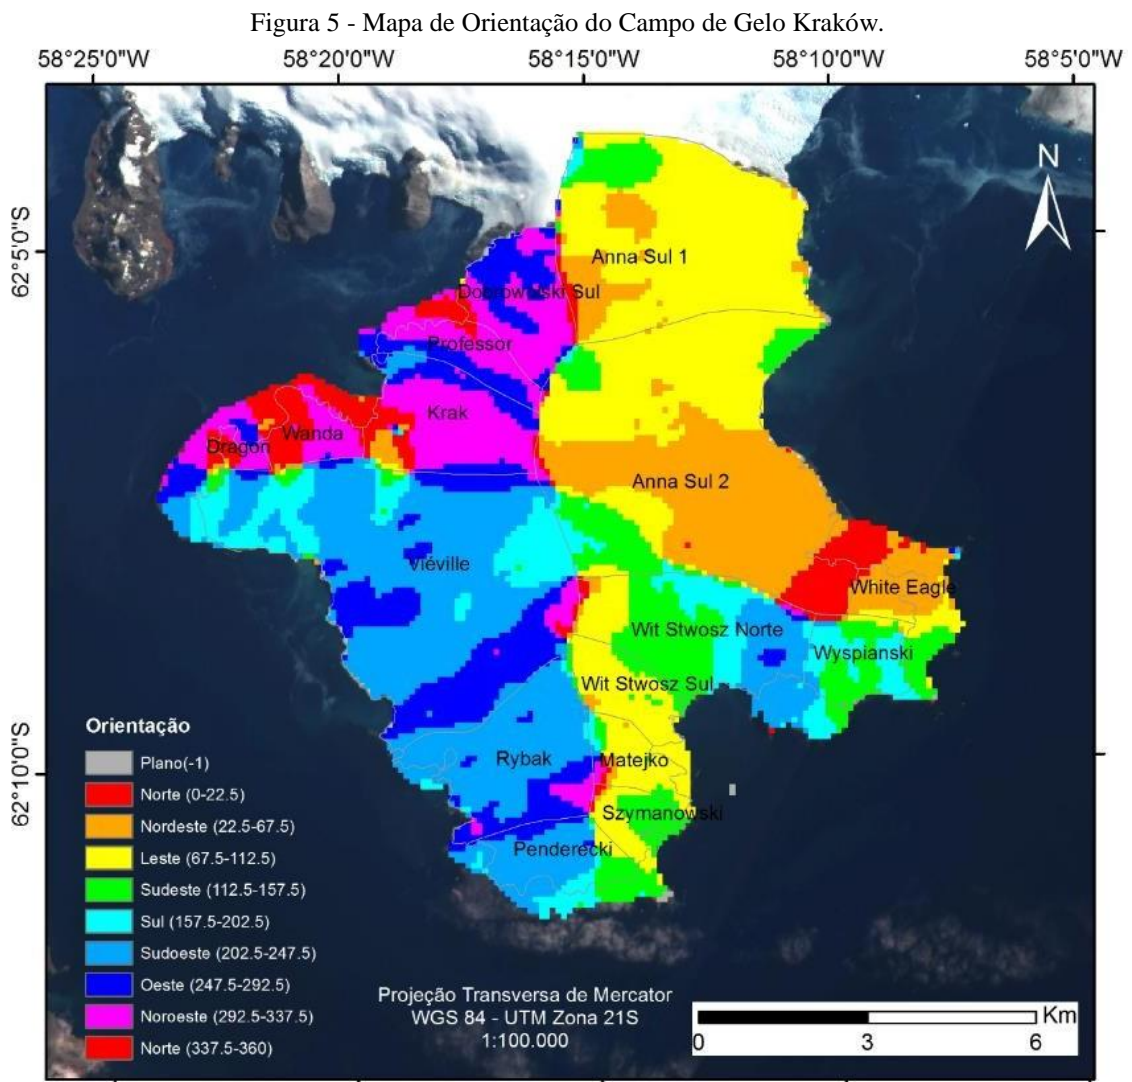 Figura 5 - Mapa de Orientação do Campo de Gelo Kraków.
58°25'0"W 58°20'0"W 58°15'0"W 58°10'0"W 58°5'0"W
N
62°5'0"S
Anna Sul 1
Dobrowolski Sul
Professor
Krak
Wanda
Dragon
Anna Sul 2
Viéville
White Eagle
Wit Stwosz Norte
Wyspianski
Wit Stwosz Sul
62°10'0"S
Rybak
Matejko
Szymanowski
Penderecki
Orientação
Plano(-1)
Norte (0-22.5)
Nordeste (22.5-67.5)
Leste (67.5-112.5)
Sudeste (112.5-157.5)
Sul (157.5-202.5)
Sudoeste (202.5-247.5)
Oeste (247.5-292.5)
Noroeste (292.5-337.5)
Norte (337.5-360)
Projeção Transversa de Mercator
WGS 84 - UTM Zona 21S
1:100.000
Km
0 3 6